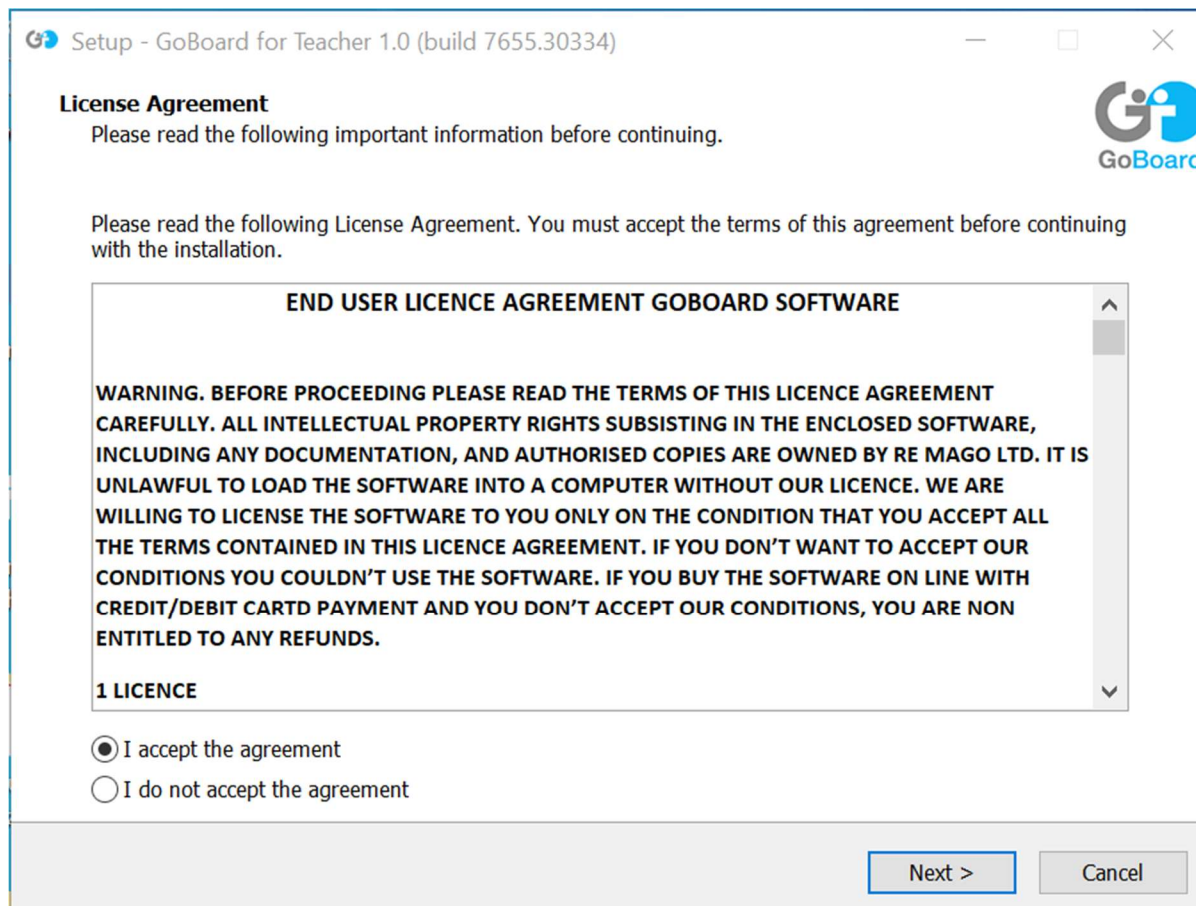 Setup - GoBoard for Teacher 1.0 (build 7655.30334)
License Agreement
Please read the following important information before continuing.
GoBoard
Please read the following License Agreement. You must accept the terms of this agreement before continuing
with the installation.
END USER LICENCE AGREEMENT GOBOARD SOFTWARE
WARNING. BEFORE PROCEEDING PLEASE READ THE TERMS OF THIS LICENCE AGREEMENT
CAREFULLY. ALL INTELLECTUAL PROPERTY RIGHTS SUBSISTING IN THE ENCLOSED SOFTWARE,
INCLUDING ANY DOCUMENTATION, AND AUTHORISED COPIES ARE OWNED BY RE MAGO LTD. IT IS
UNLAWFUL TO LOAD THE SOFTWARE INTO A COMPUTER WITHOUT OUR LICENCE. WE ARE
WILLING TO LICENSE THE SOFTWARE TO YOU ONLY ON THE CONDITION THAT YOU ACCEPT ALL
THE TERMS CONTAINED IN THIS LICENCE AGREEMENT. IF YOU DON’T WANT TO ACCEPT OUR
CONDITIONS YOU COULDN’T USE THE SOFTWARE. IF YOU BUY THE SOFTWARE ON LINE WITH
CREDIT/DEBIT CARTD PAYMENT AND YOU DON’T ACCEPT OUR CONDITIONS, YOU ARE NON
ENTITLED TO ANY REFUNDS.
1 LICENCE
I accept the agreement
I do not accept the agreement
Next >
Cancel